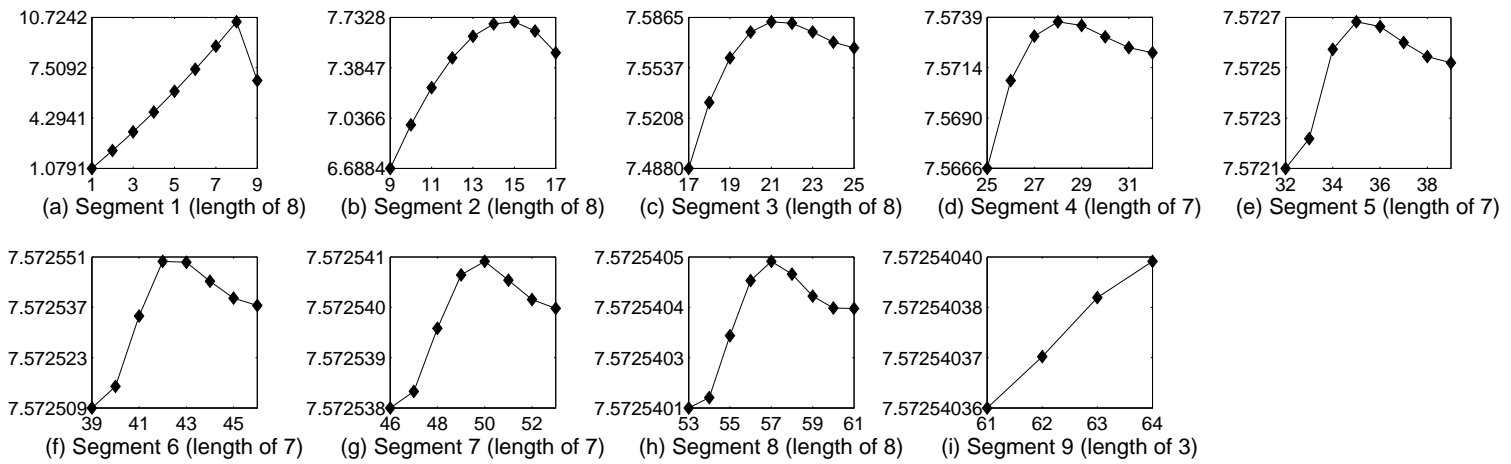 10.7242
7.5092
4.2941
1.0791
1 3 5 7 9
(a) Segment 1 (length of 8)
7.7328
7.3847
7.0366
6.6884
9 11 13 15 17
(b) Segment 2 (length of 8)
7.5865
7.5537
7.5208
7.4880
17 19 21 23 25
(c) Segment 3 (length of 8)
7.5739
7.5714
7.5690
7.5666
25 27 29 31
(d) Segment 4 (length of 7)
7.5727
7.5725
7.5723
7.5721
32 34 36 38
(e) Segment 5 (length of 7)
7.572551
7.572537
7.572523
7.572509
39 41 43 45
(f) Segment 6 (length of 7)
7.572541
7.572540
7.572539
7.572538
46 48 50 52
(g) Segment 7 (length of 7)
7.5725405
7.5725404
7.5725403
7.5725401
53 55 57 59 61
(h) Segment 8 (length of 8)
7.57254040
7.57254038
7.57254037
7.57254036
61 62 63 64
(i) Segment 9 (length of 3)